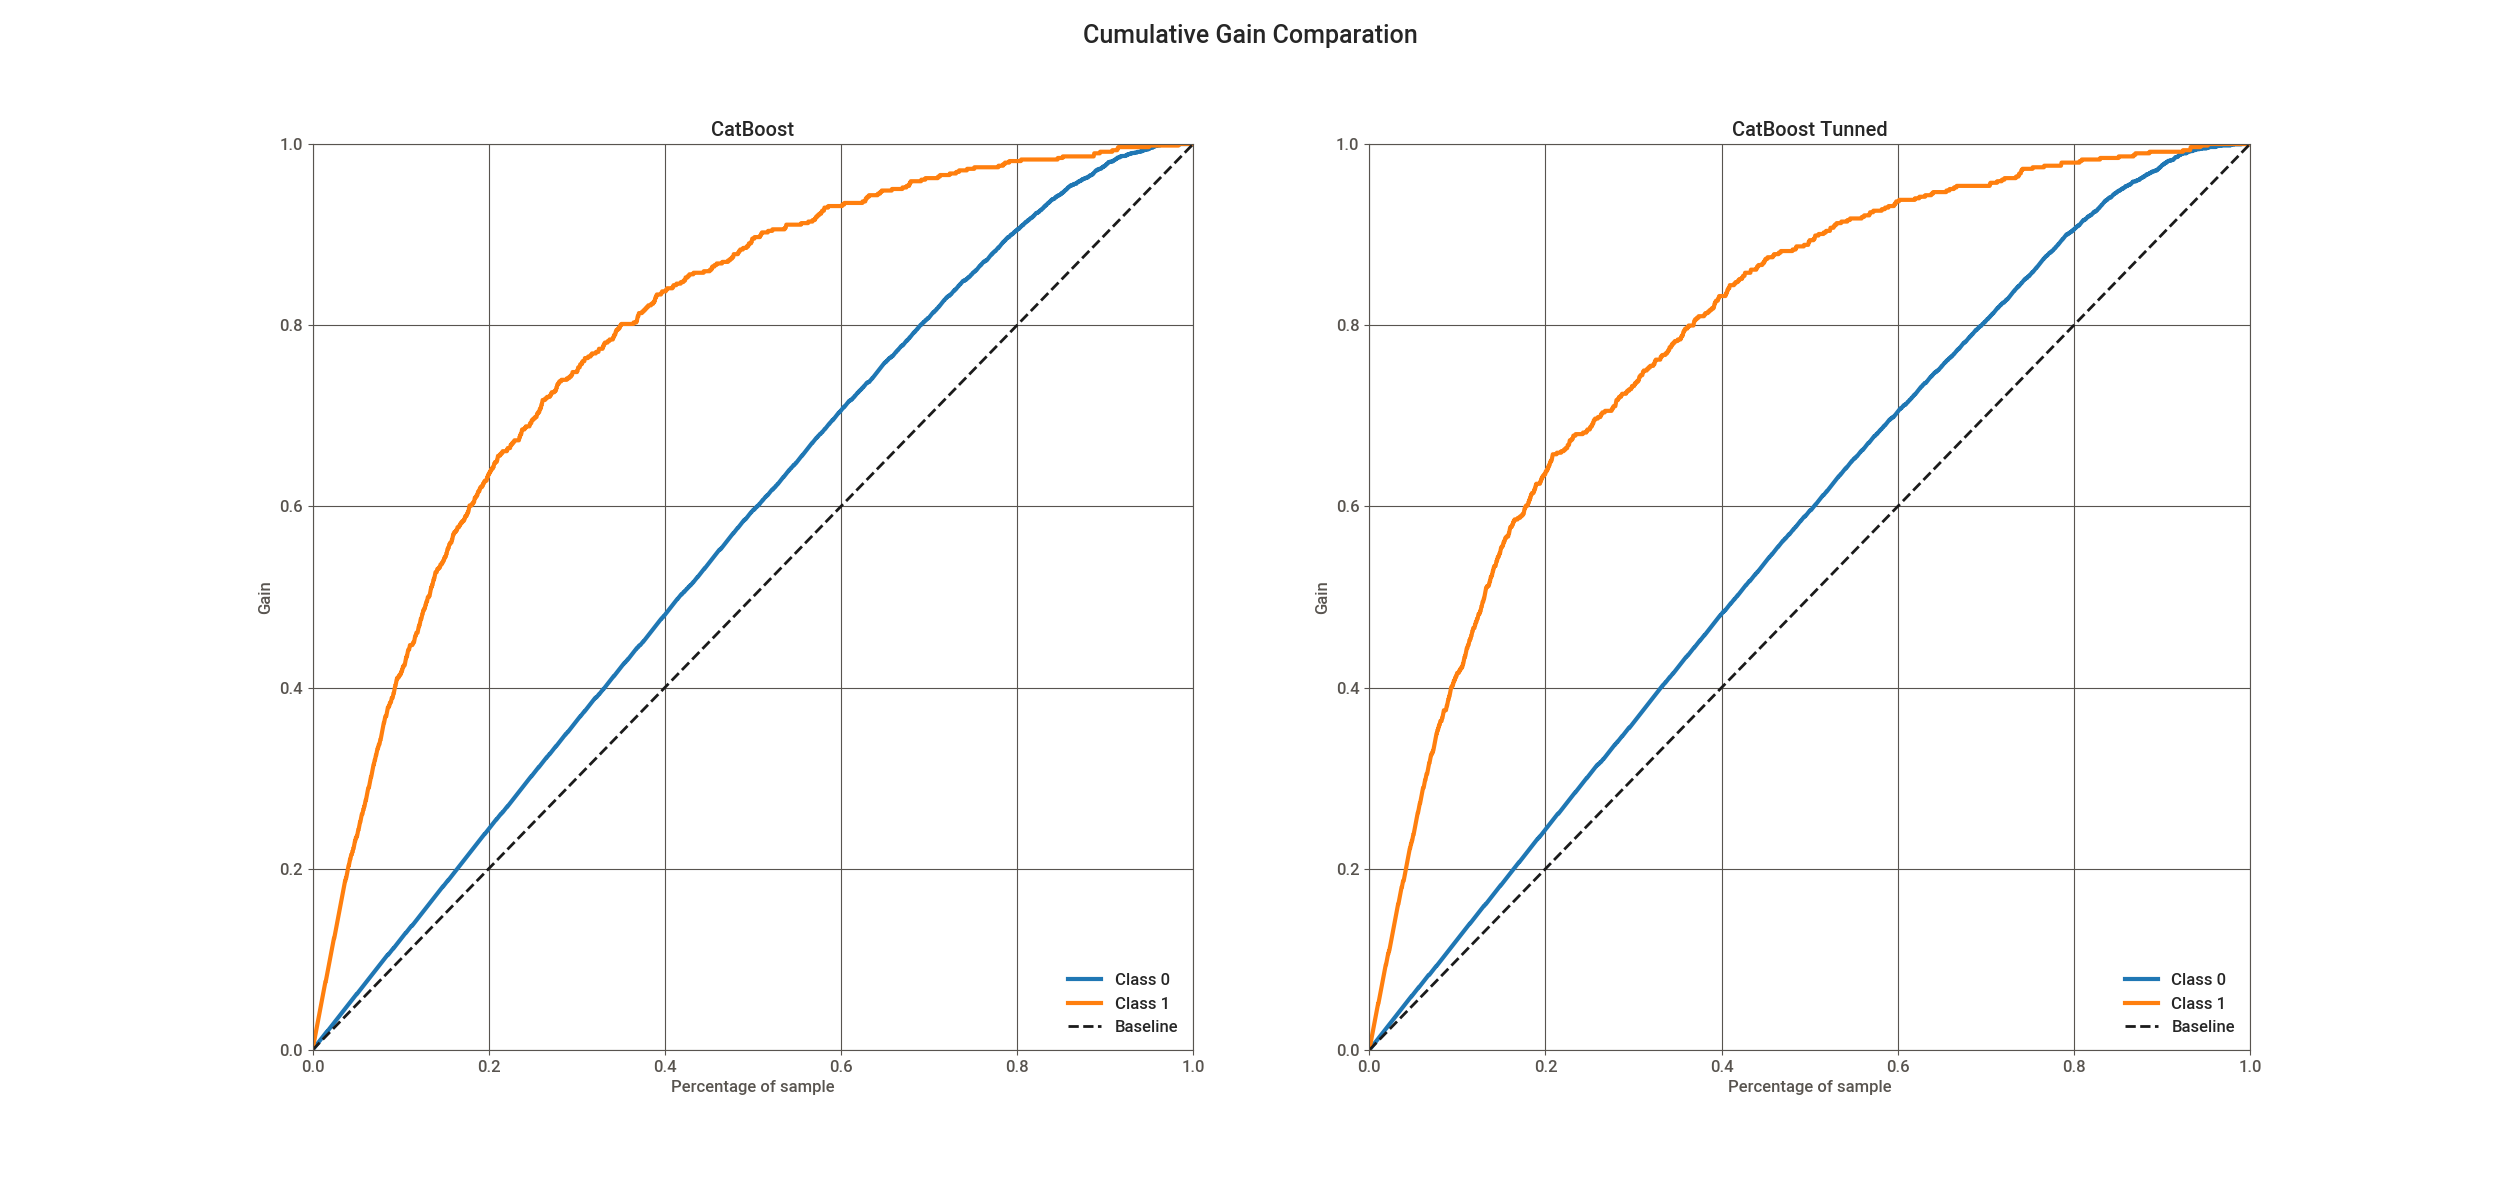 Cumulative Gain Comparation
CatBoost
1.0
0.8
0.6
0.4
0.2
0.0
Gain
0.0 0.2 0.4 0.6 0.8 1.0
Percentage of sample
Class 0
Class 1
Baseline
CatBoost Tunned
1.0
0.8
0.6
0.4
0.2
0.0
Gain
0.0 0.2 0.4 0.6 0.8 1.0
Percentage of sample
Class 0
Class 1
Baseline